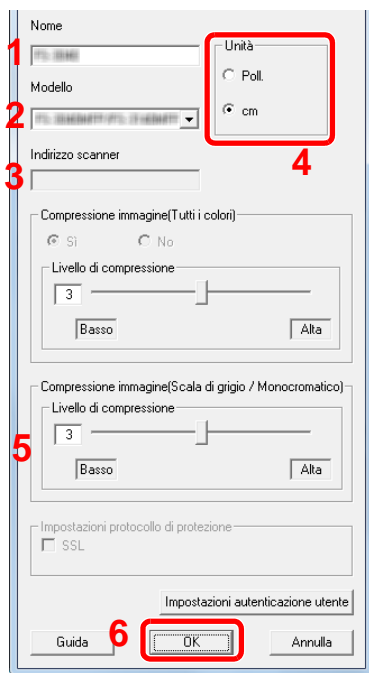 Nome
1
Unità
Poll.
Modello
2
cm
4
Indirizzo scanner
3
Compressione immagine(Tutti i colori)
Sì No
Livello di compressione
3
Basso Alta
Compressione immagine(Scala di grigio / Monocromatico)
Livello di compressione
3
5
Basso Alta
Impostazioni protocollo di protezione
SSL
Impostazioni autenticazione utente
Guida 6 OK Annulla